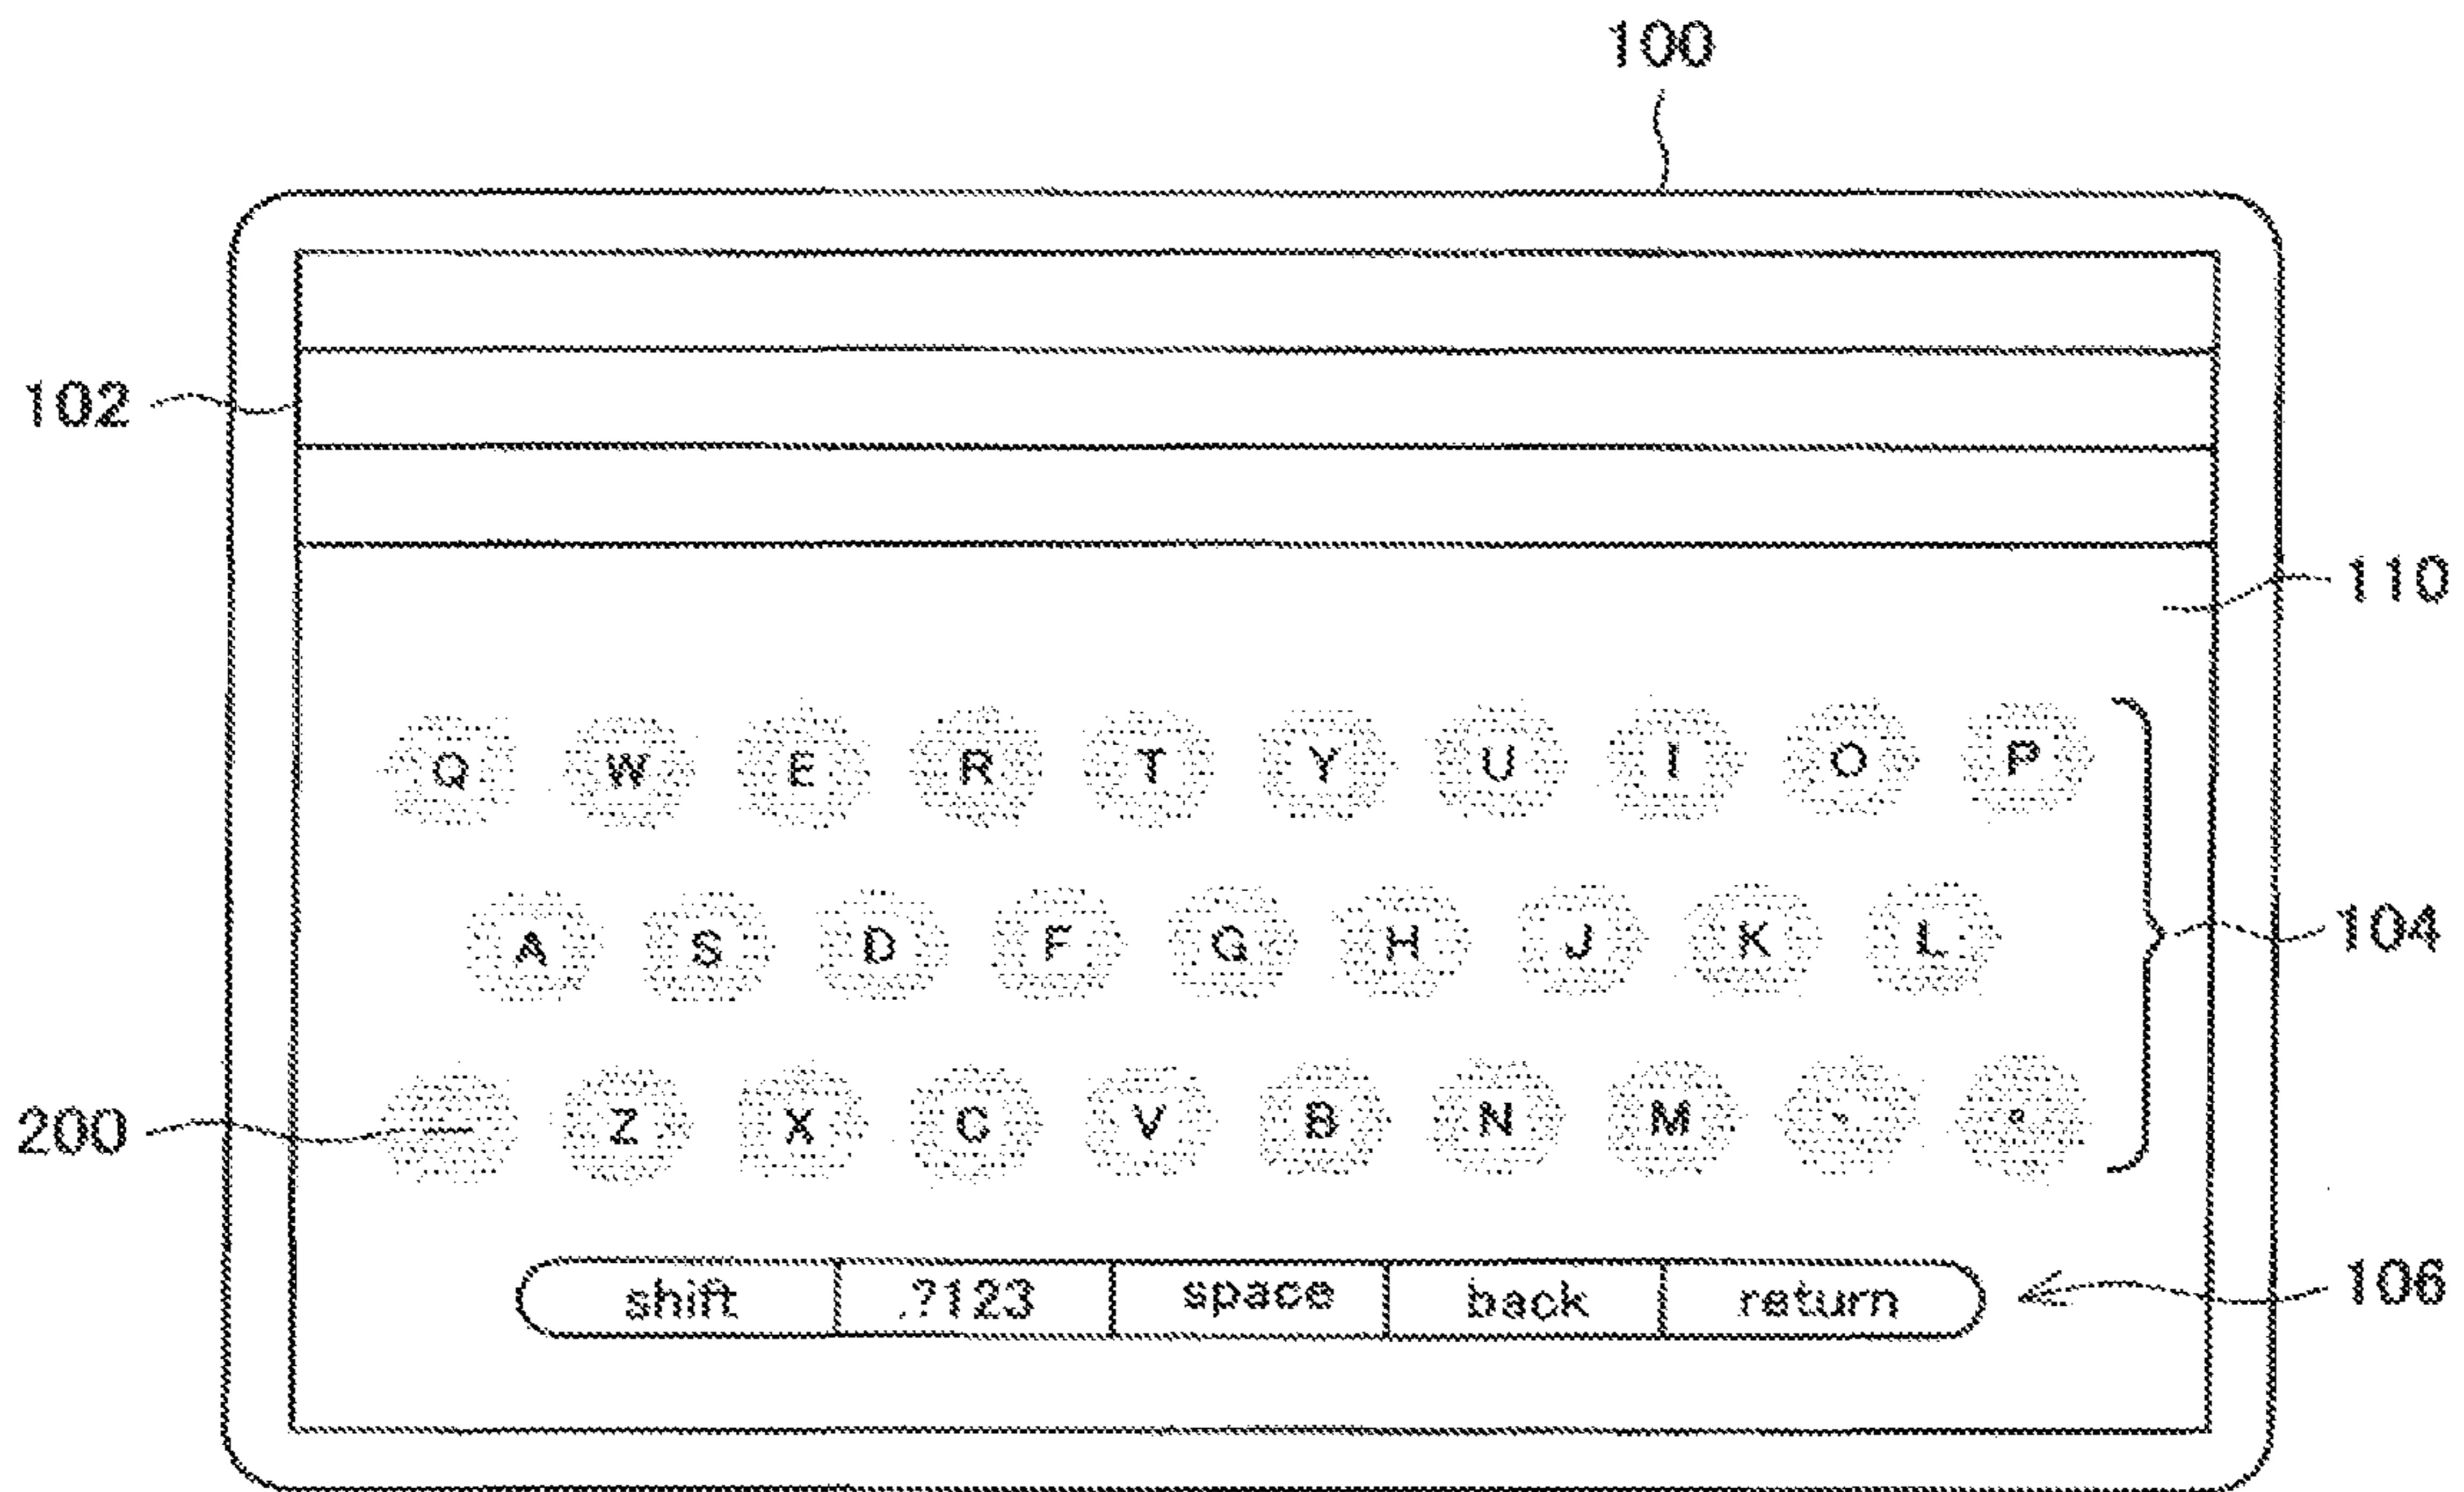 100
102
110
Q W E R T Y U I O P
A S D F G H J K L
104
200
Z X C V B N M 、 。
shift .?123 space back return
106